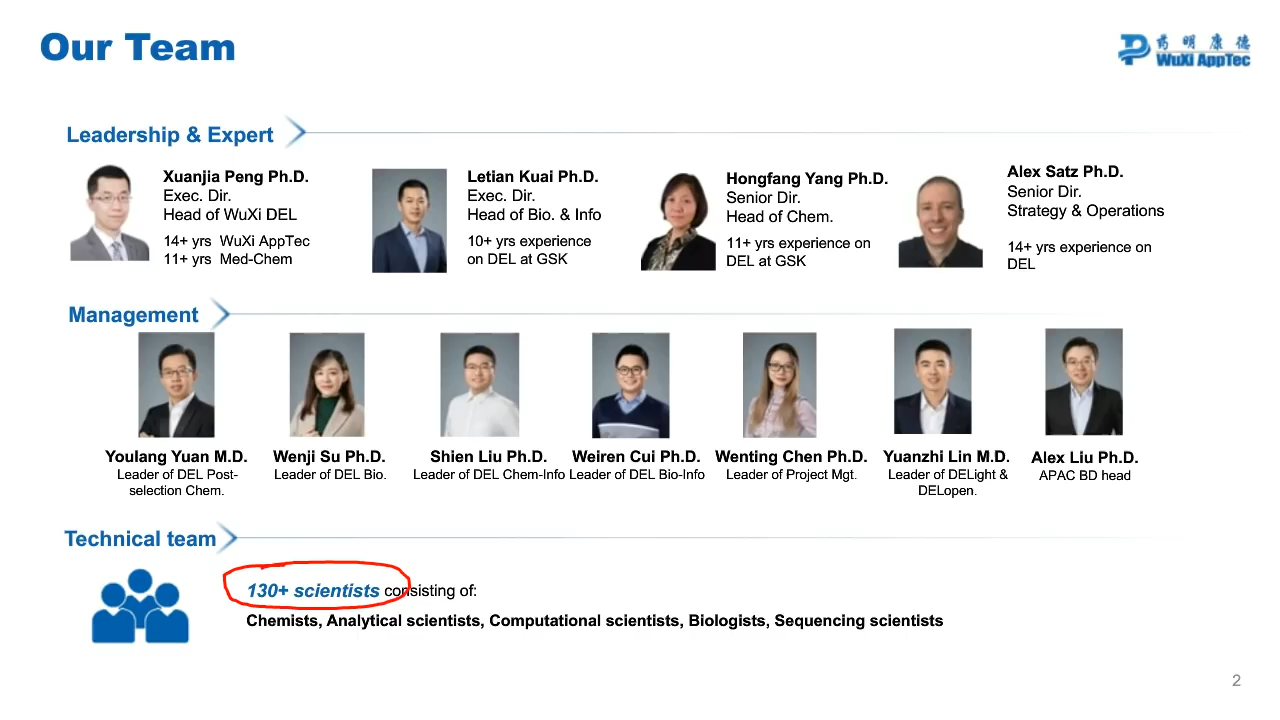 Our Team
药明康德
WuXi AppTec
Leadership & Expert
Xuanjia Peng Ph.D.
Exec. Dir.
Head of WuXi DEL
14+ yrs WuXi AppTec
11+ yrs Med-Chem
Letian Kuai Ph.D.
Exec. Dir.
Head of Bio. & Info
10+ yrs experience
on DEL at GSK
Hongfang Yang Ph.D.
Senior Dir.
Head of Chem.
11+ yrs experience on
DEL at GSK
Alex Satz Ph.D.
Senior Dir.
Strategy & Operations
14+ yrs experience on
DEL
Management
Youlang Yuan M.D.
Leader of DEL Post-
selection Chem.
Wenji Su Ph.D.
Leader of DEL Bio.
Shien Liu Ph.D.
Leader of DEL Chem-Info
Weiren Cui Ph.D.
Leader of DEL Bio-Info
Wenting Chen Ph.D.
Leader of Project Mgt.
Yuanzhi Lin M.D.
Leader of DELight &
DELopen.
Alex Liu Ph.D.
APAC BD head
Technical team
130+ scientists consisting of:
Chemists, Analytical scientists, Computational scientists, Biologists, Sequencing scientists
2